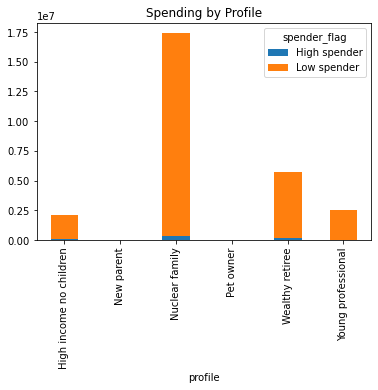 Spending by Profile
1e7
spender_flag
High spender
Low spender
1.75
1.50
1.25
1.00
0.75
0.50
0.25
0.00
High income no children
New parent
Nuclear family
Pet owner
Wealthy retiree
Young professional
profile